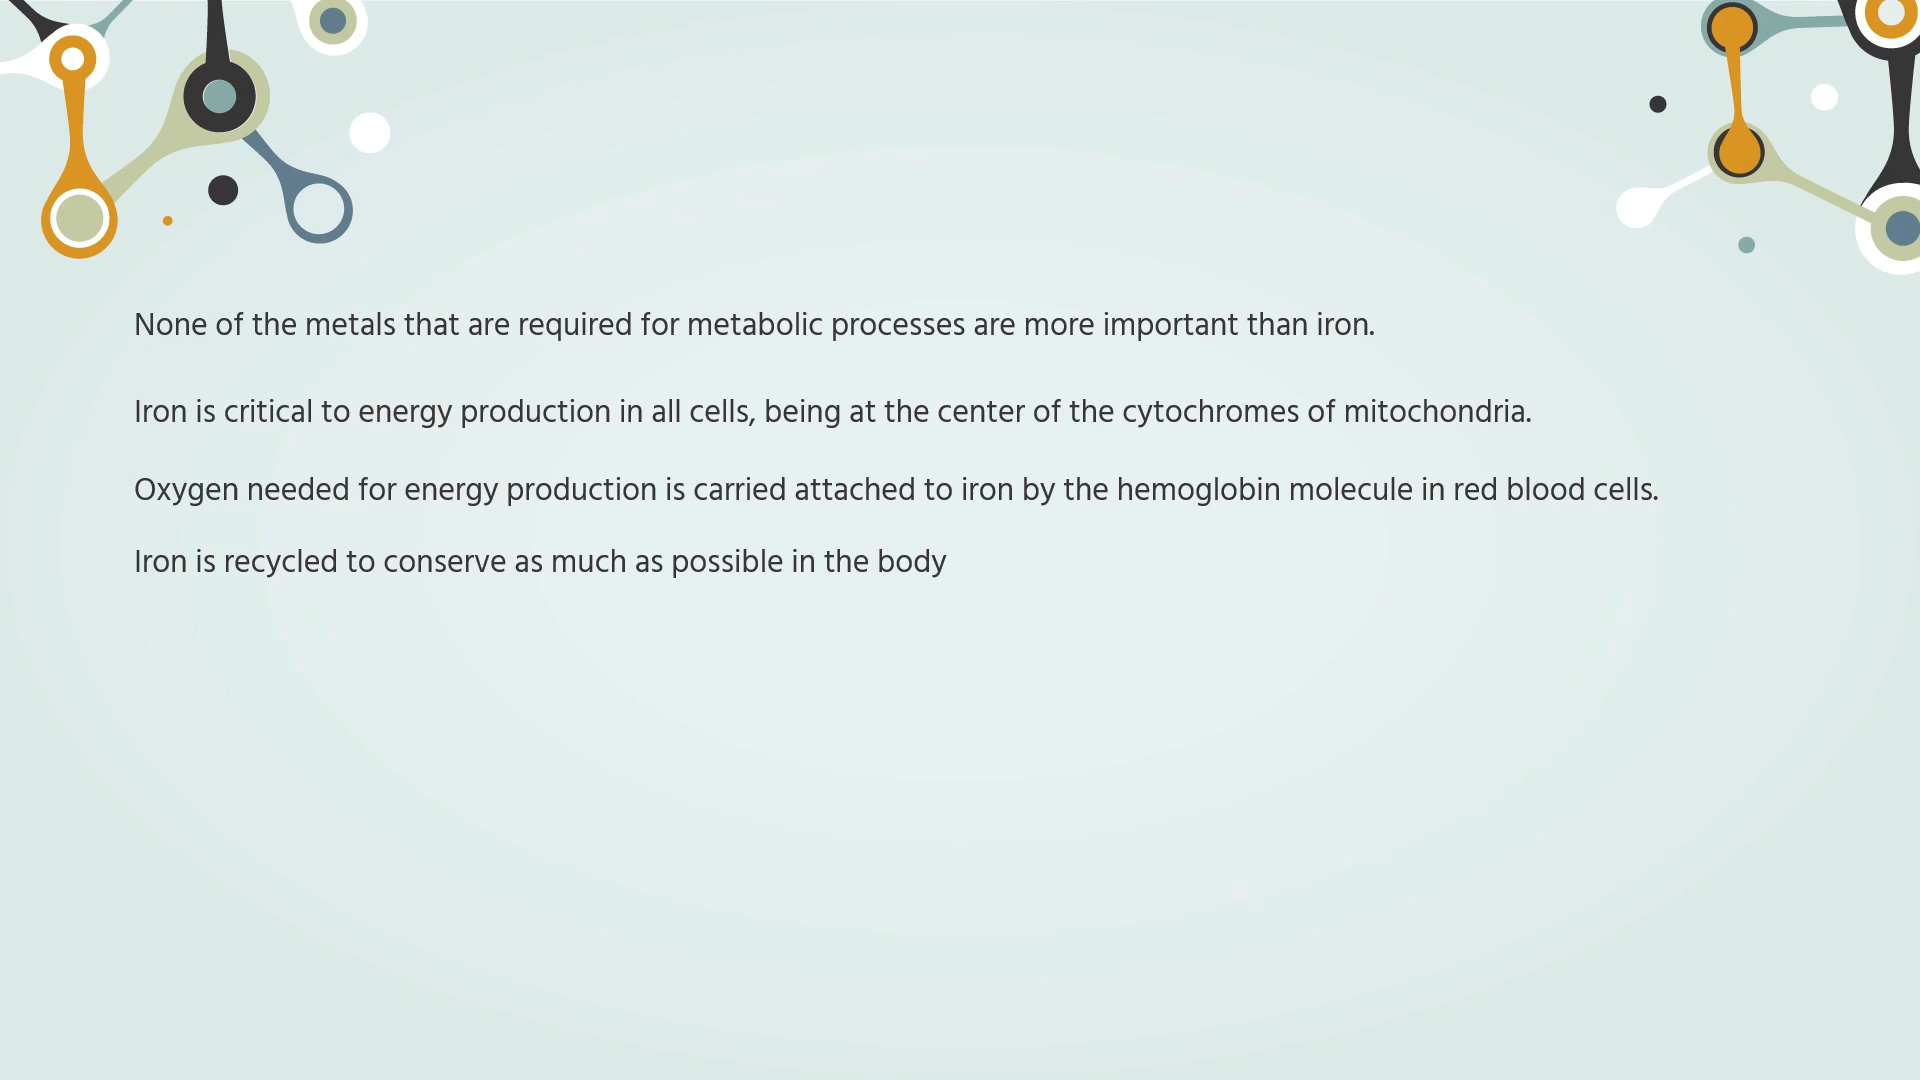 None of the metals that are required for metabolic processes are more important than iron.
Iron is critical to energy production in all cells, being at the center of the cytochromes of mitochondria.
Oxygen needed for energy production is carried attached to iron by the hemoglobin molecule in red blood cells.
Iron is recycled to conserve as much as possible in the body